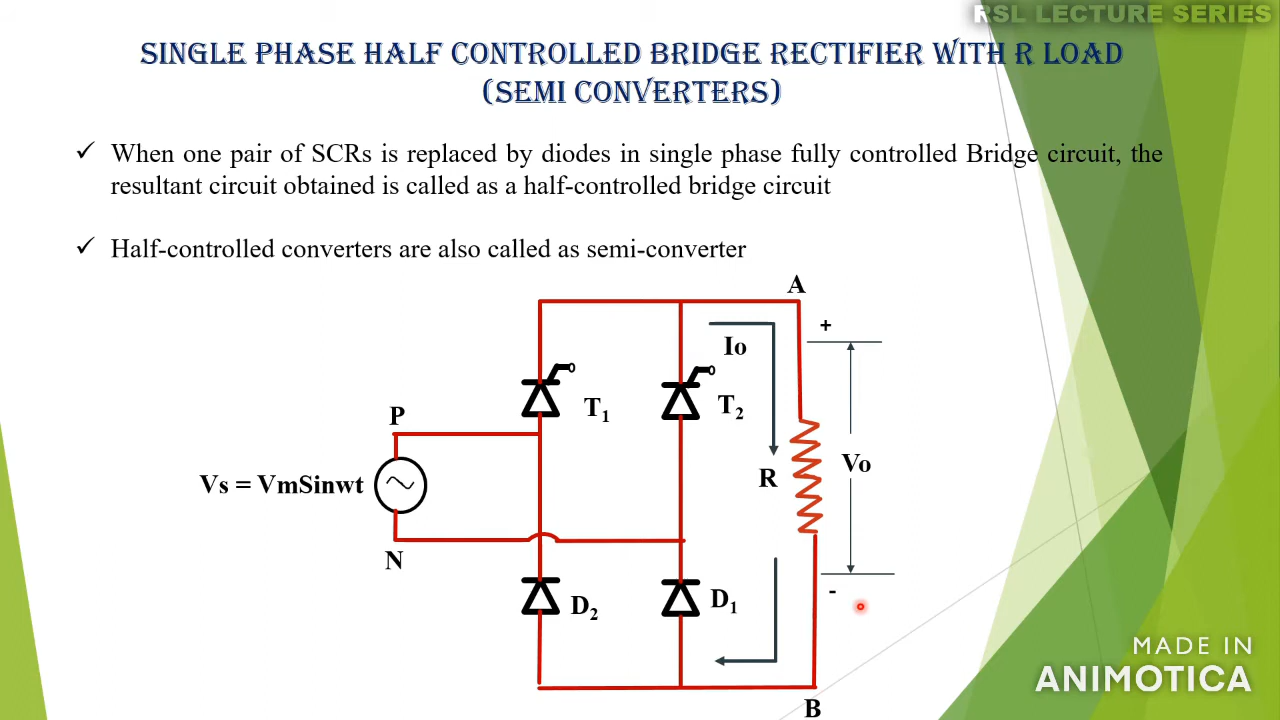 RSL LECTURE SERIES
SINGLE PHASE HALF CONTROLLED BRIDGE RECTIFIER WITH R LOAD
(SEMI CONVERTERS)
✓ When one pair of SCRs is replaced by diodes in single phase fully controlled Bridge circuit, the
resultant circuit obtained is called as a half-controlled bridge circuit
✓ Half-controlled converters are also called as semi-converter
A
+
Io
T₁
T₂
P
Vs = VmSinwt
R
Vo
N
D₂
D₁
-
B
MADE IN
ANIMOTICA